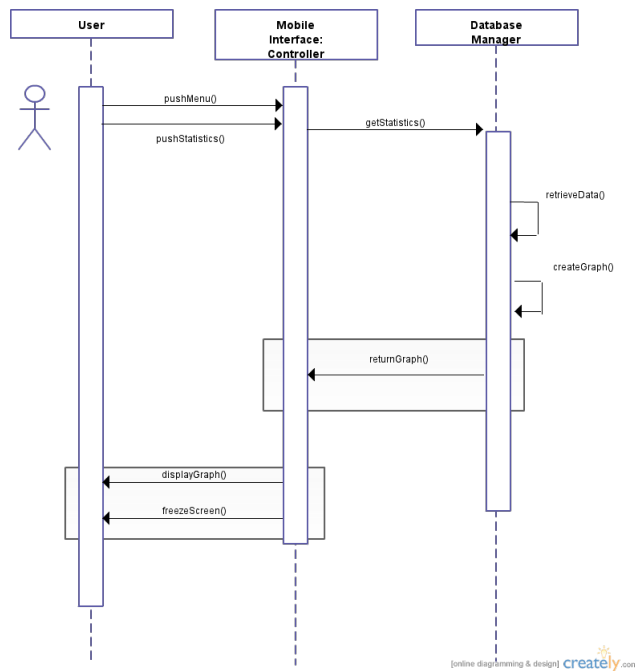 User
Mobile
Interface:
Controller
Database
Manager
pushMenu()
pushStatistics()
getStatistics()
retrieveData()
createGraph()
returnGraph()
displayGraph()
freezeScreen()
[online diagramming & design] creately.com